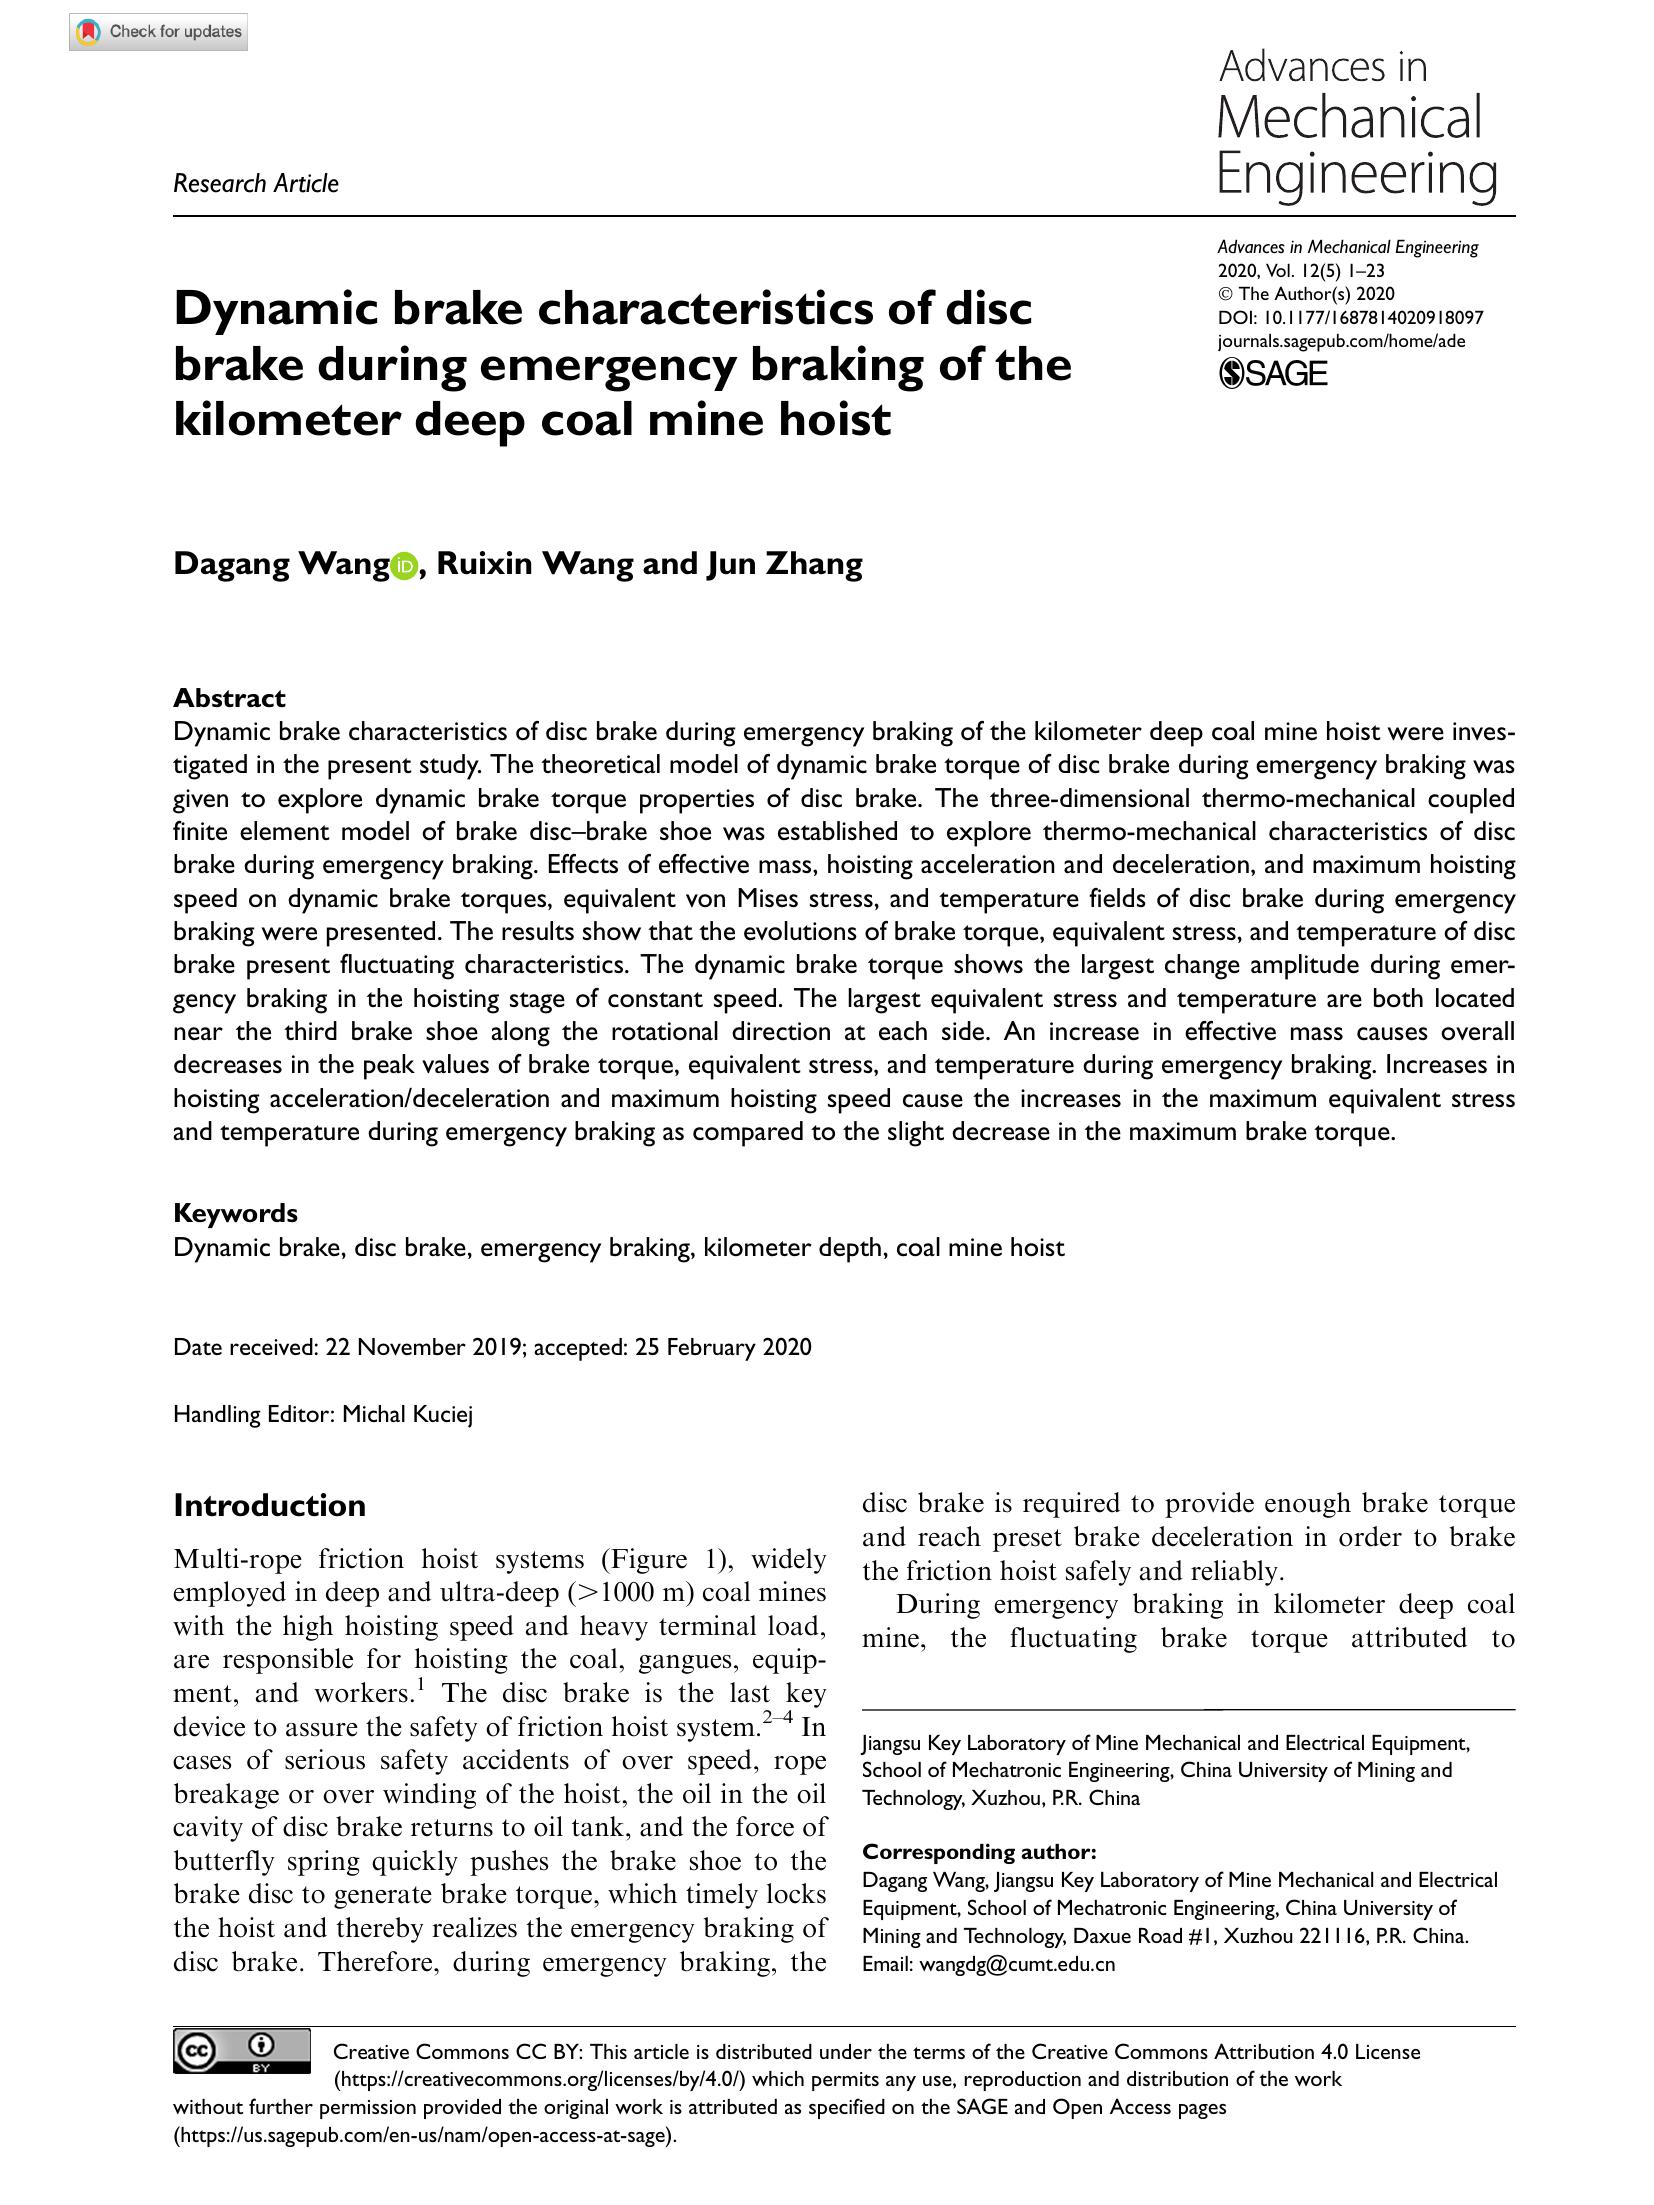 Check for updates
Advances in
Mechanical
Engineering
Research Article
Advances in Mechanical Engineering
2020, Vol. 12(5) 1–23
© The Author(s) 2020
DOI: 10.1177/1687814020918097
journals.sagepub.com/home/ade
SAGE
Dynamic brake characteristics of disc
brake during emergency braking of the
kilometer deep coal mine hoist
Dagang Wang iD, Ruixin Wang and Jun Zhang
Abstract
Dynamic brake characteristics of disc brake during emergency braking of the kilometer deep coal mine hoist were inves-
tigated in the present study. The theoretical model of dynamic brake torque of disc brake during emergency braking was
given to explore dynamic brake torque properties of disc brake. The three-dimensional thermo-mechanical coupled
finite element model of brake disc–brake shoe was established to explore thermo-mechanical characteristics of disc
brake during emergency braking. Effects of effective mass, hoisting acceleration and deceleration, and maximum hoisting
speed on dynamic brake torques, equivalent von Mises stress, and temperature fields of disc brake during emergency
braking were presented. The results show that the evolutions of brake torque, equivalent stress, and temperature of disc
brake present fluctuating characteristics. The dynamic brake torque shows the largest change amplitude during emer-
gency braking in the hoisting stage of constant speed. The largest equivalent stress and temperature are both located
near the third brake shoe along the rotational direction at each side. An increase in effective mass causes overall
decreases in the peak values of brake torque, equivalent stress, and temperature during emergency braking. Increases in
hoisting acceleration/deceleration and maximum hoisting speed cause the increases in the maximum equivalent stress
and temperature during emergency braking as compared to the slight decrease in the maximum brake torque.
Keywords
Dynamic brake, disc brake, emergency braking, kilometer depth, coal mine hoist
Date received: 22 November 2019; accepted: 25 February 2020
Handling Editor: Michal Kuciej
Introduction
Multi-rope friction hoist systems (Figure 1), widely
employed in deep and ultra-deep (>1000 m) coal mines
with the high hoisting speed and heavy terminal load,
are responsible for hoisting the coal, gangues, equip-
ment, and workers.1 The disc brake is the last key
device to assure the safety of friction hoist system.2–4 In
cases of serious safety accidents of over speed, rope
breakage or over winding of the hoist, the oil in the oil
cavity of disc brake returns to oil tank, and the force of
butterfly spring quickly pushes the brake shoe to the
brake disc to generate brake torque, which timely locks
the hoist and thereby realizes the emergency braking of
disc brake. Therefore, during emergency braking, the
disc brake is required to provide enough brake torque
and reach preset brake deceleration in order to brake
the friction hoist safely and reliably.
During emergency braking in kilometer deep coal
mine, the fluctuating brake torque attributed to
Jiangsu Key Laboratory of Mine Mechanical and Electrical Equipment,
School of Mechatronic Engineering, China University of Mining and
Technology, Xuzhou, P.R. China
Corresponding author:
Dagang Wang, Jiangsu Key Laboratory of Mine Mechanical and Electrical
Equipment, School of Mechatronic Engineering, China University of
Mining and Technology, Daxue Road #1, Xuzhou 221116, P.R. China.
Email: wangdg@cumt.edu.cn
cc BY
Creative Commons CC BY: This article is distributed under the terms of the Creative Commons Attribution 4.0 License
(https://creativecommons.org/licenses/by/4.0/) which permits any use, reproduction and distribution of the work
without further permission provided the original work is attributed as specified on the SAGE and Open Access pages
(https://us.sagepub.com/en-us/nam/open-access-at-sage).